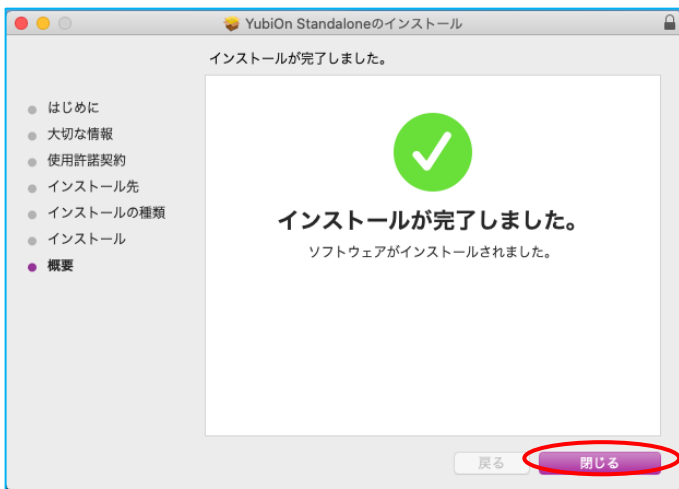 YubiOn Standaloneのインストール
インストールが完了しました。
はじめに
大切な情報
使用許諾契約
インストール先
インストールの種類
インストール
概要
インストールが完了しました。
ソフトウェアがインストールされました。
戻る
閉じる